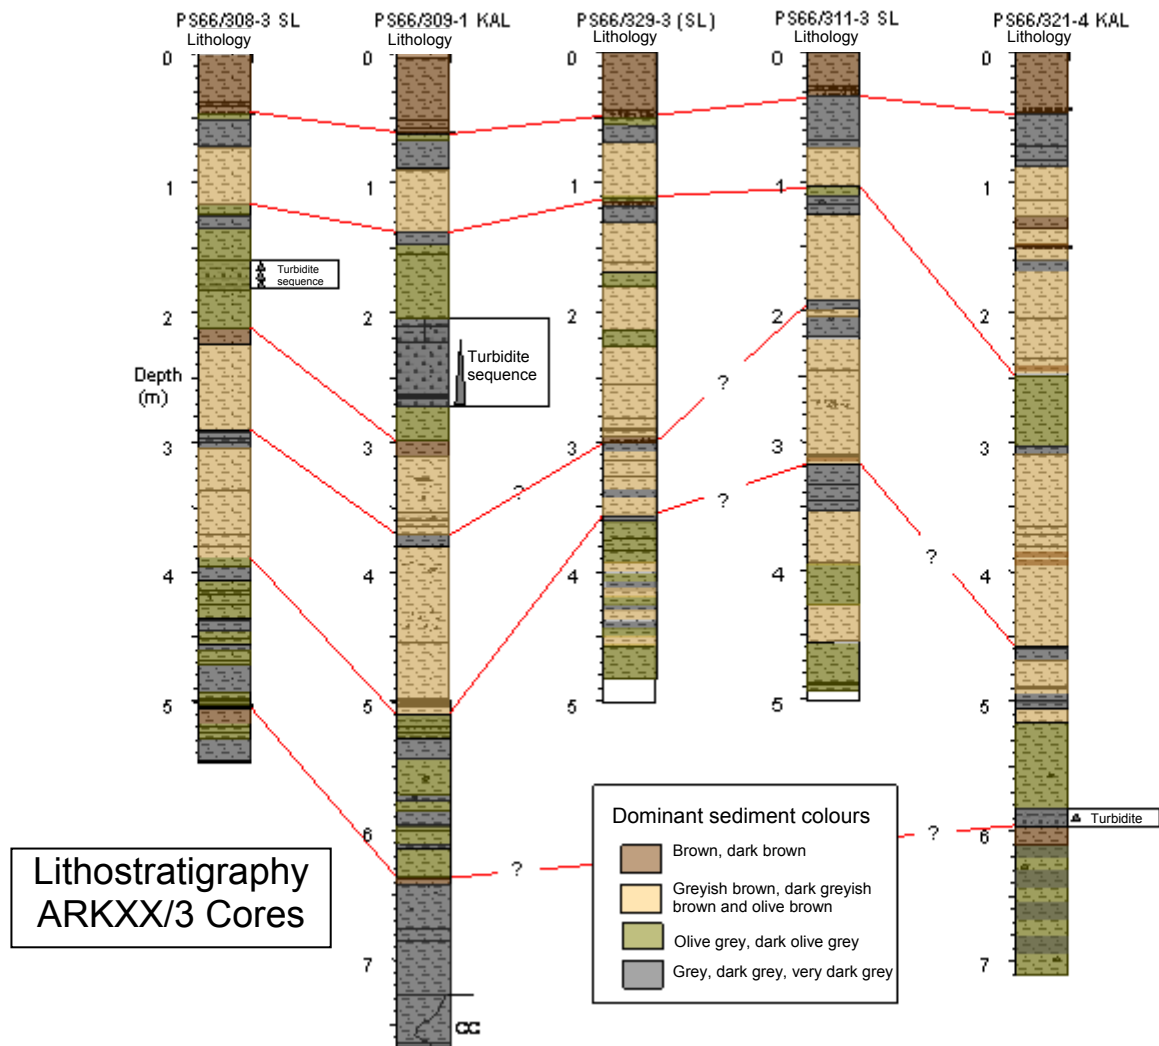 PS66/308-3 SL
Lithology
PS66/309-1 KAL
Lithology
PS66/329-3 (SL)
Lithology
PS66/311-3 SL
Lithology
PS66/321-4 KAL
Lithology
0
1
2
3
4
5
Depth
(m)
Turbidite
sequence
0
1
2
3
4
5
6
7
Turbidite
sequence
CC
0
1
2
3
4
5
0
1
2
3
4
5
0
1
2
3
4
5
6
7
Turbidite
?
?
?
?
?
?
Lithostratigraphy
ARKXX/3 Cores
Dominant sediment colours
Brown, dark brown
Greyish brown, dark greyish
brown and olive brown
Olive grey, dark olive grey
Grey, dark grey, very dark grey